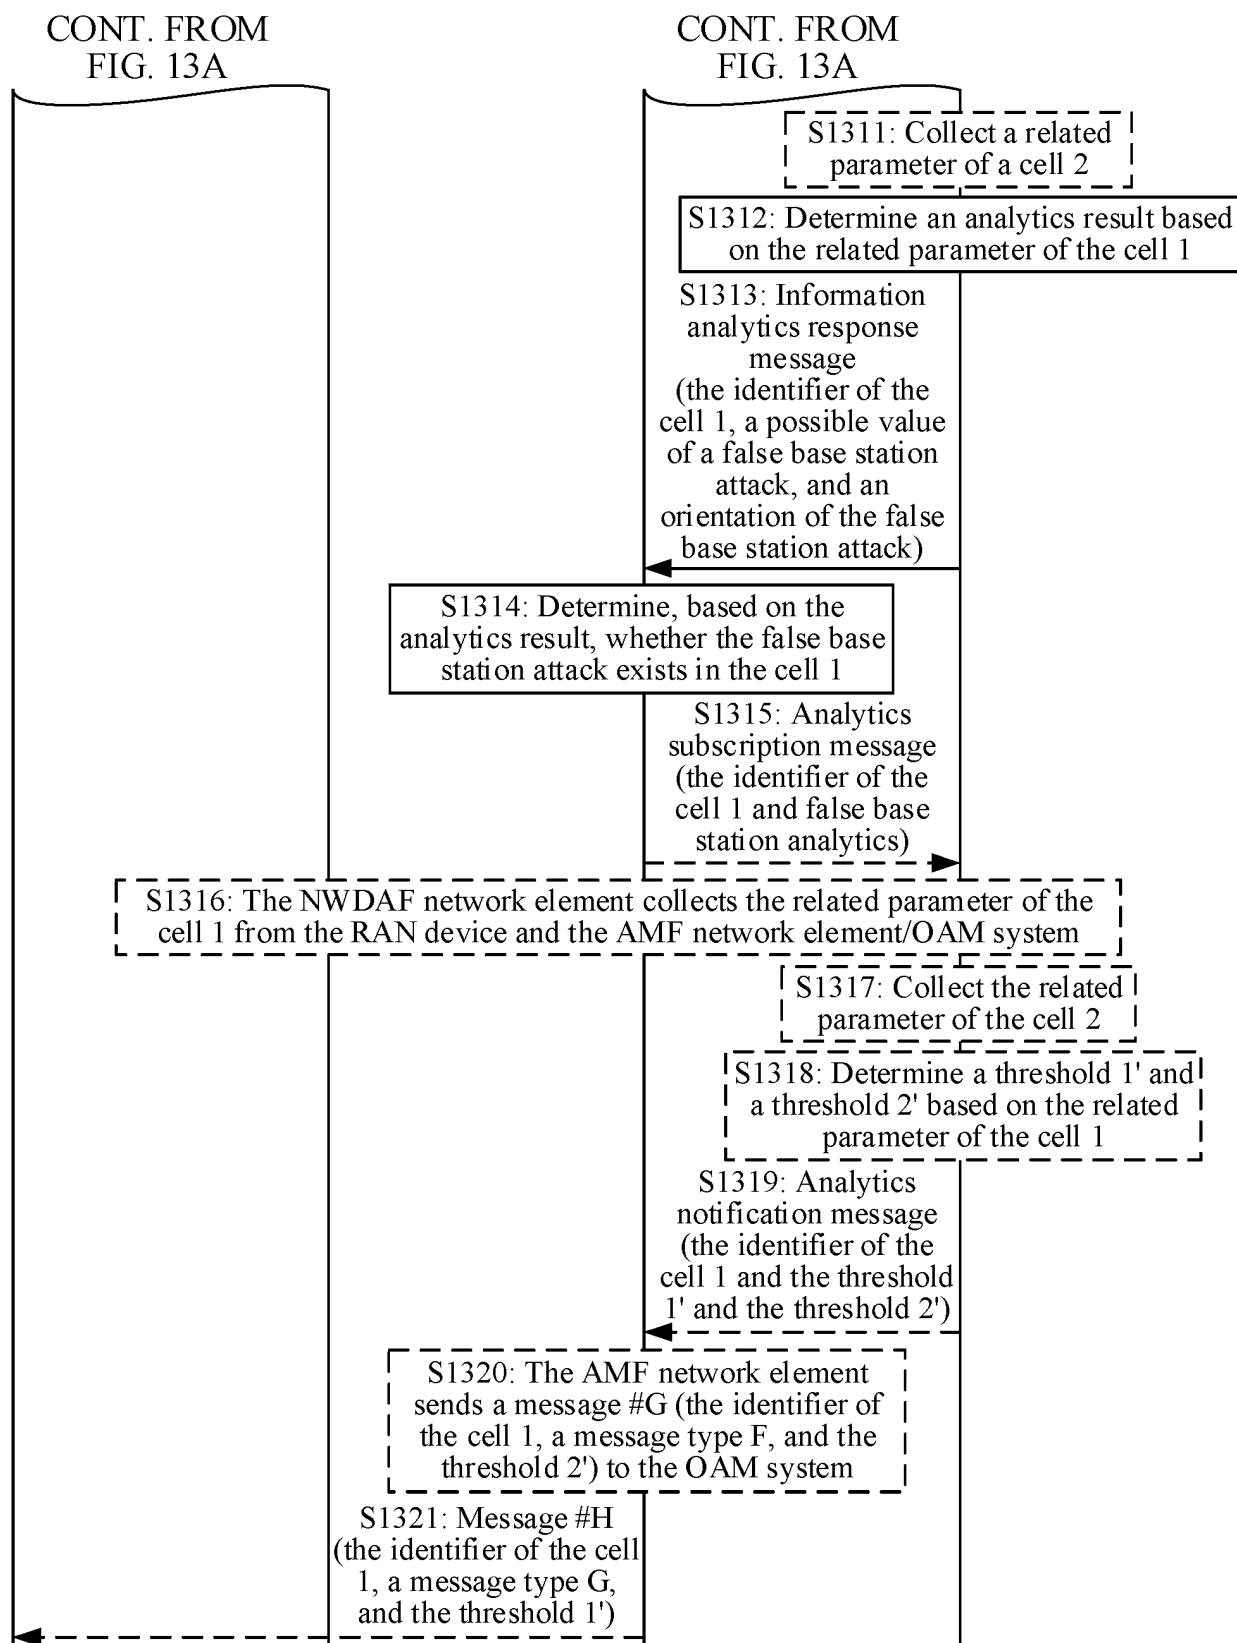 CONT. FROM
FIG. 13A
CONT. FROM
FIG. 13A
S1311: Collect a related
parameter of a cell 2
S1312: Determine an analytics result based
on the related parameter of the cell 1
S1313: Information
analytics response
message
(the identifier of the
cell 1, a possible value
of a false base station
attack, and an
orientation of the false
base station attack)
S1314: Determine, based on the
analytics result, whether the false base
station attack exists in the cell 1
S1315: Analytics
subscription message
(the identifier of the
cell 1 and false base
station analytics)
S1316: The NWDAF network element collects the related parameter of the
cell 1 from the RAN device and the AMF network element/OAM system
S1317: Collect the related
parameter of the cell 2
S1318: Determine a threshold 1' and
a threshold 2' based on the related
parameter of the cell 1
S1319: Analytics
notification message
(the identifier of the
cell 1 and the threshold
1' and the threshold 2')
S1320: The AMF network element
sends a message #G (the identifier of
the cell 1, a message type F, and the
threshold 2') to the OAM system
S1321: Message #H
(the identifier of the cell
1, a message type G,
and the threshold 1')